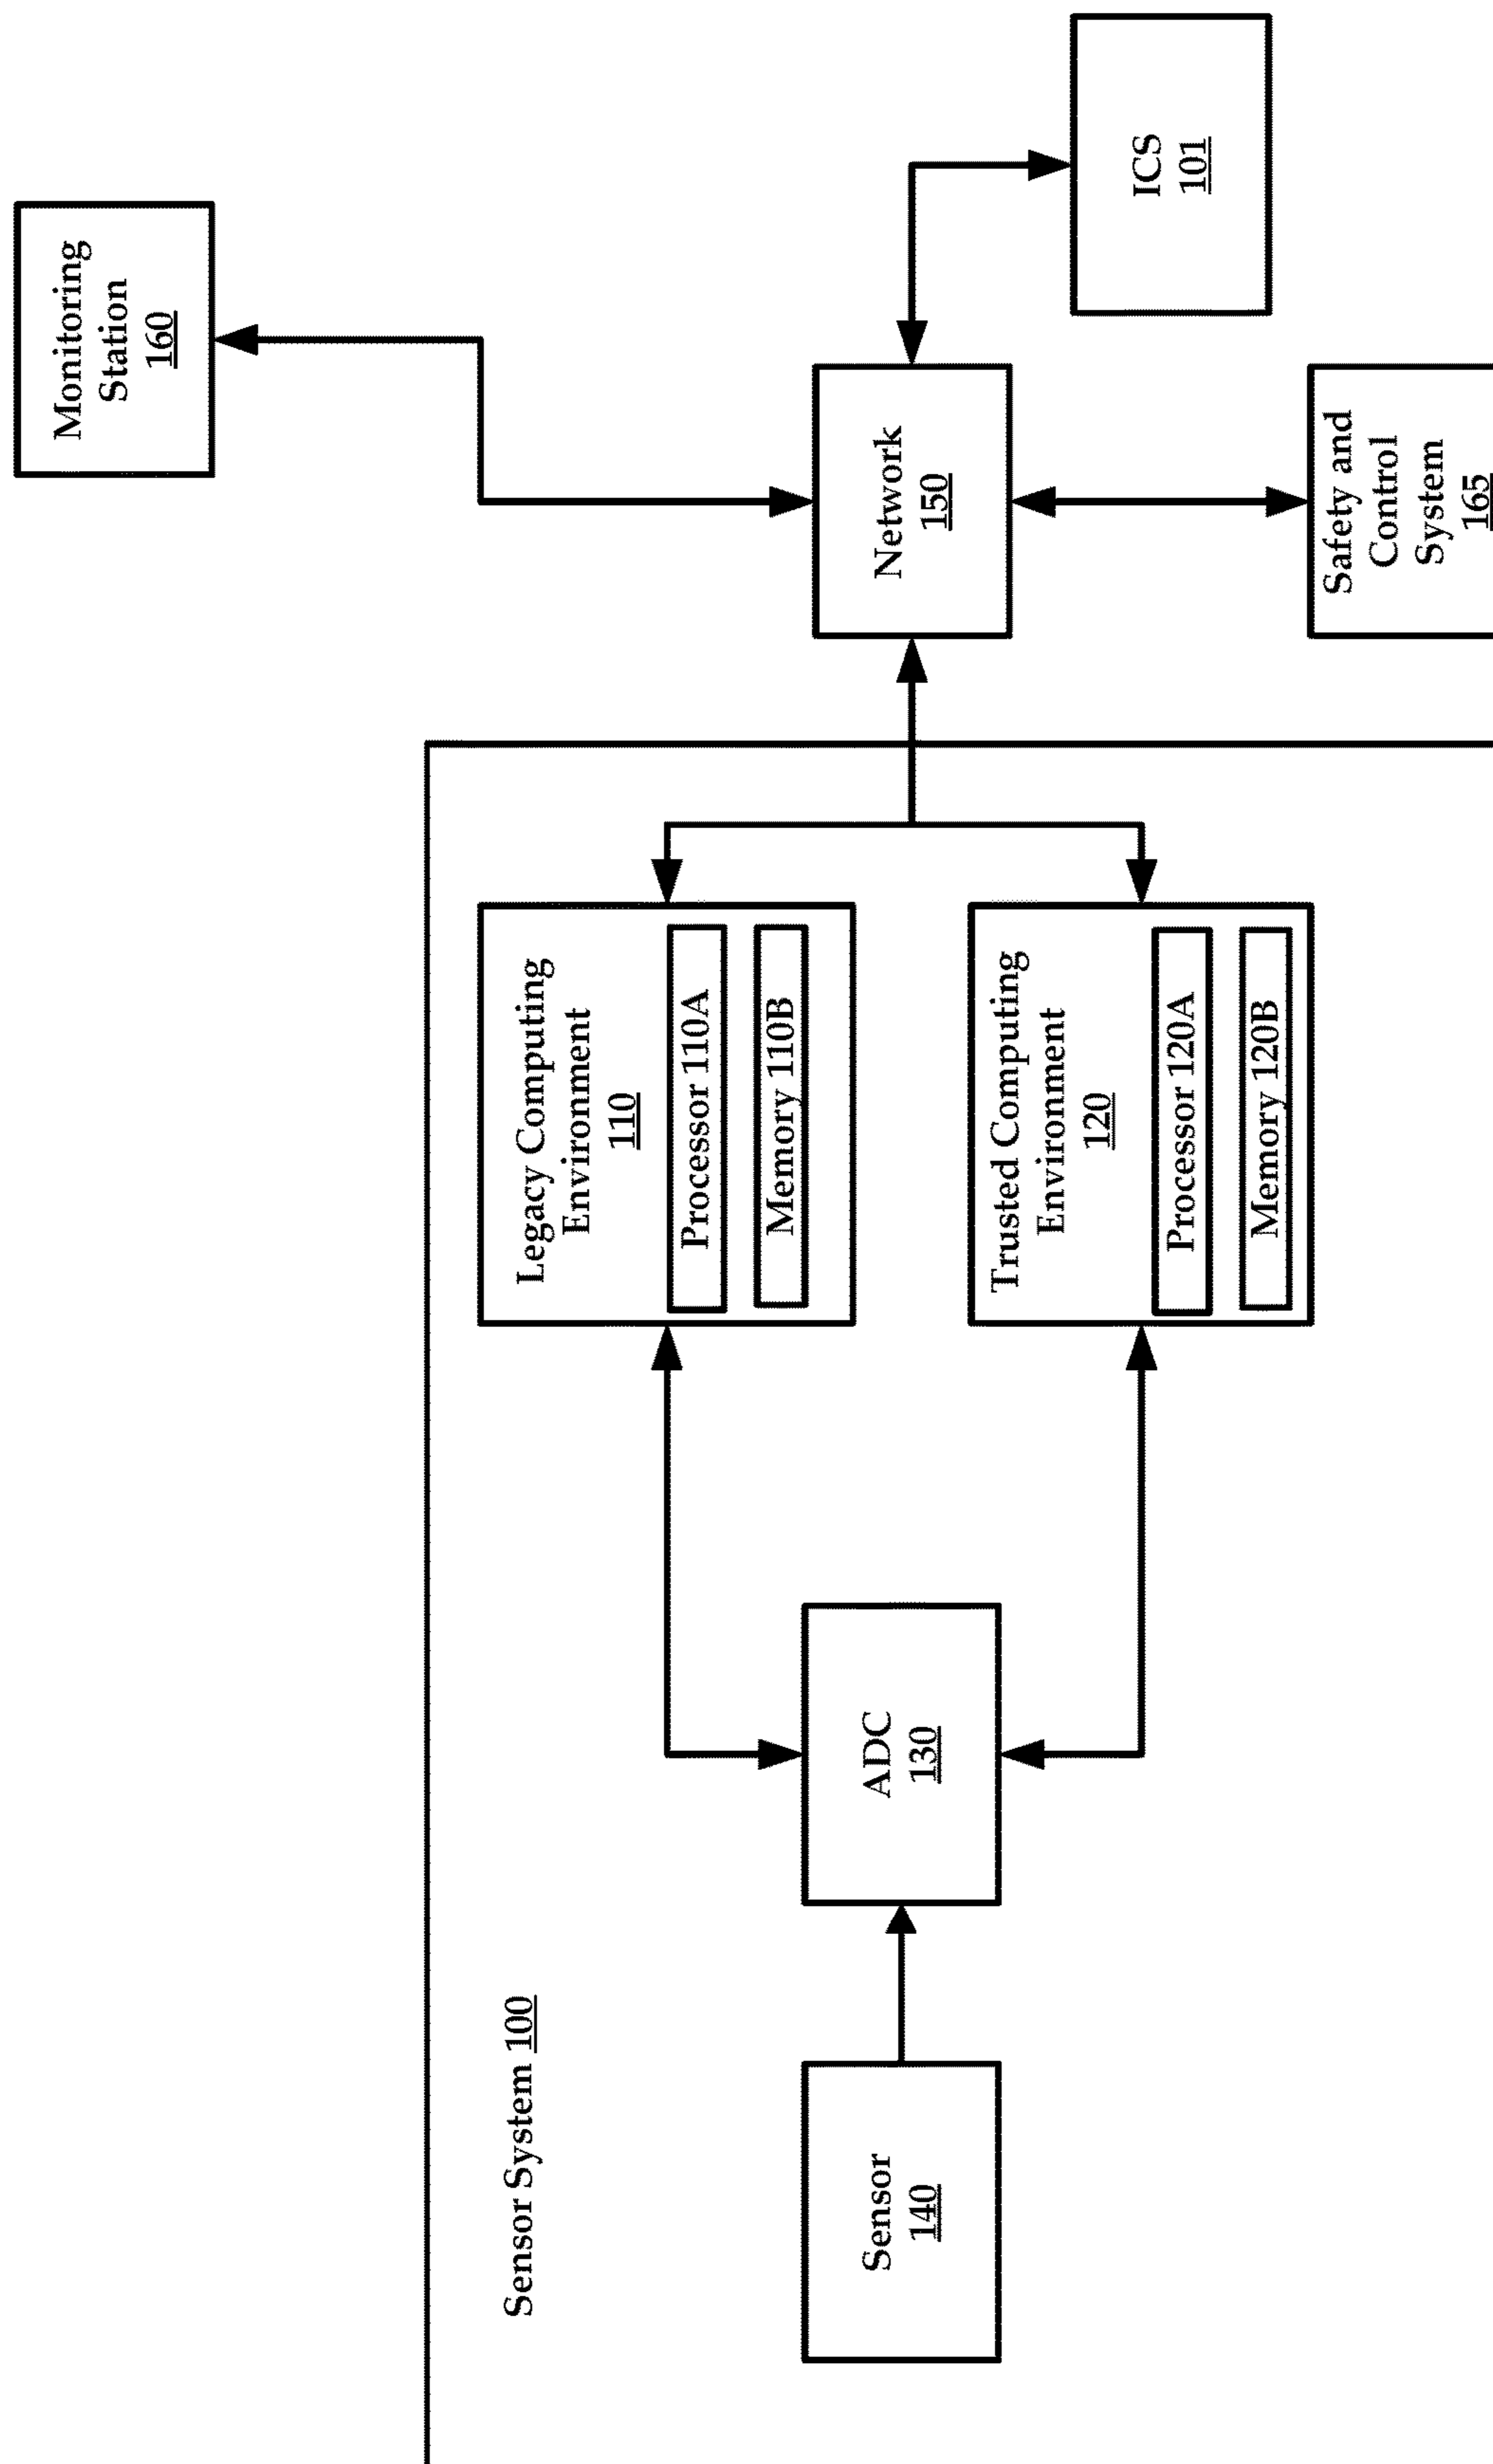 Monitoring
Station
160
Sensor System 100
Legacy Computing
Environment
110
Processor 110A
Memory 110B
Sensor
140
ADC
130
Network
150
ICS
101
Trusted Computing
Environment
120
Processor 120A
Memory 120B
Safety and
Control
System
165